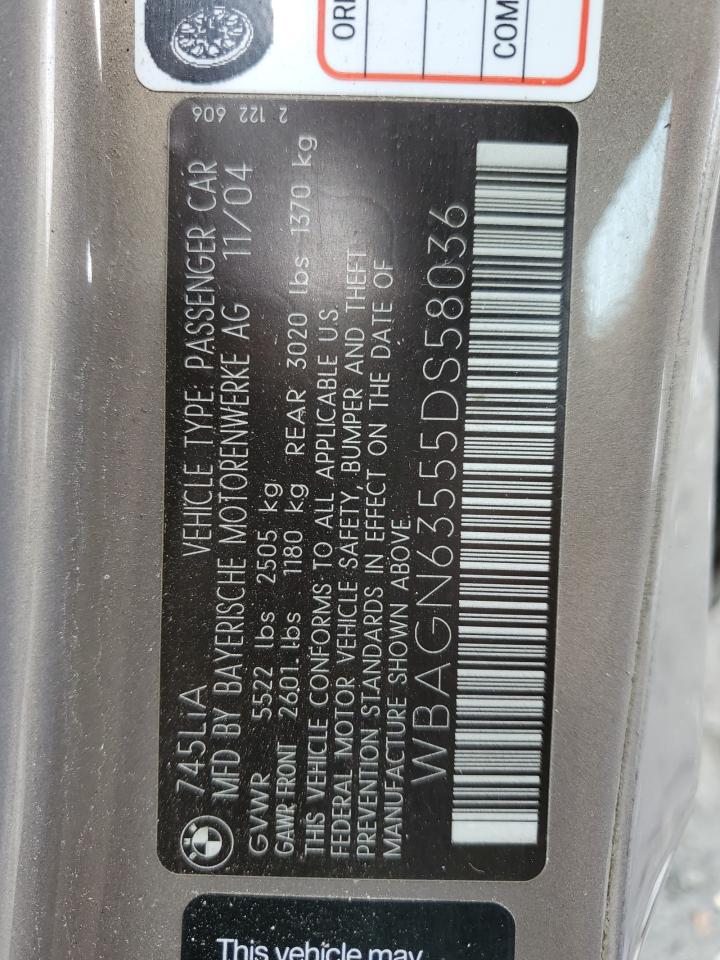 ORI
COM
2 122 606
745LiA VEHICLE TYPE: PASSENGER CAR
MFD BY BAYERISCHE MOTORENWERKE AG 11/04
GVWR 5522 lbs 2505 kg
GAWR FRONT 2601.lbs 1180 kg REAR 3020 lbs 1370 kg
THIS VEHICLE CONFORMS TO ALL APPLICABLE U.S.
FEDERAL MOTOR VEHICLE SAFETY, BUMPER AND THEFT
PREVENTION STANDARDS IN EFFECT ON THE DATE OF
MANUFACTURE SHOWN ABOVE.
WBAGN63555DS58036
This vehicle may